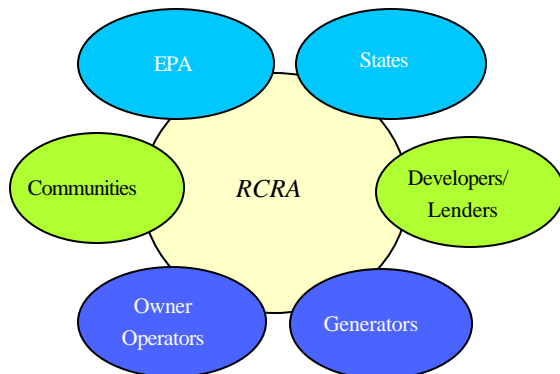 EPA
States
Communities
RCRA
Developers/
Lenders
Owner
Operators
Generators